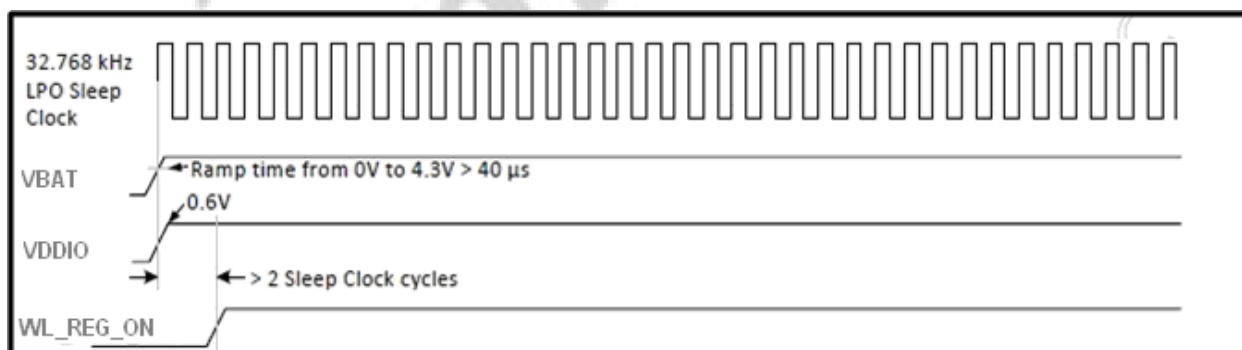 32.768 kHz
LPO Sleep
Clock
VBAT
Ramp time from 0V to 4.3V > 40 µs
0.6V
VDDIO
> 2 Sleep Clock cycles
WL_REG_ON